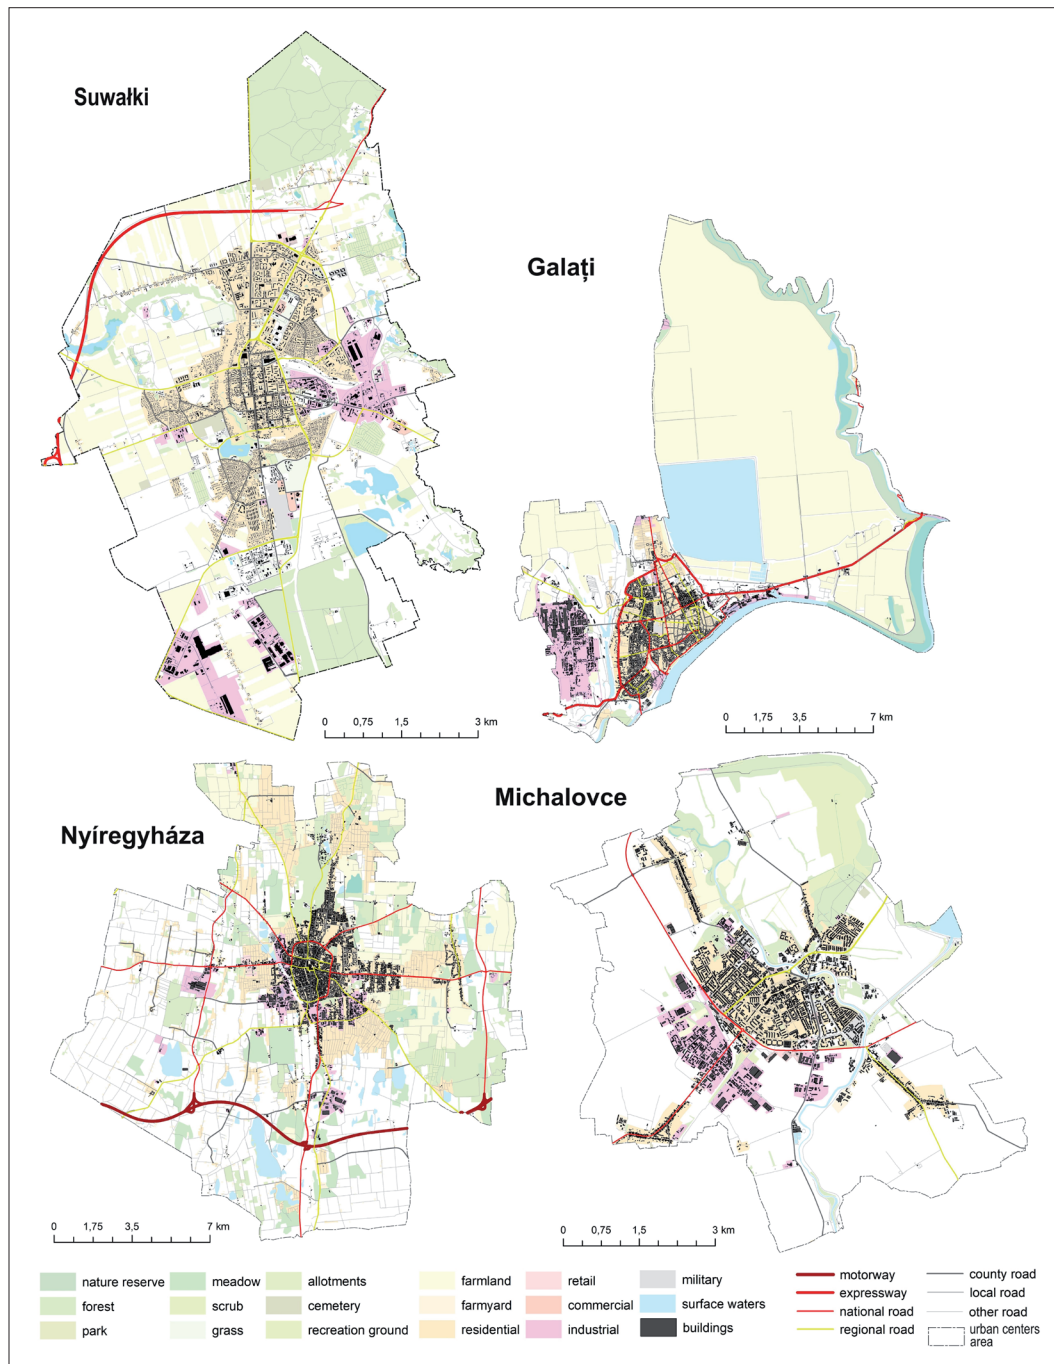 Suwałki
Galați
0 0,75 1,5 3 km
0 1,75 3,5 7 km
Nyíregyháza
Michalovce
0 1,75 3,5 7 km
0 0,75 1,5 3 km
nature reserve
forest
park
meadow
scrub
grass
allotments
cemetery
recreation ground
farmland
farmyard
residential
retail
commercial
industrial
military
surface waters
buildings
motorway
expressway
national road
regional road
county road
local road
other road
urban centers
area